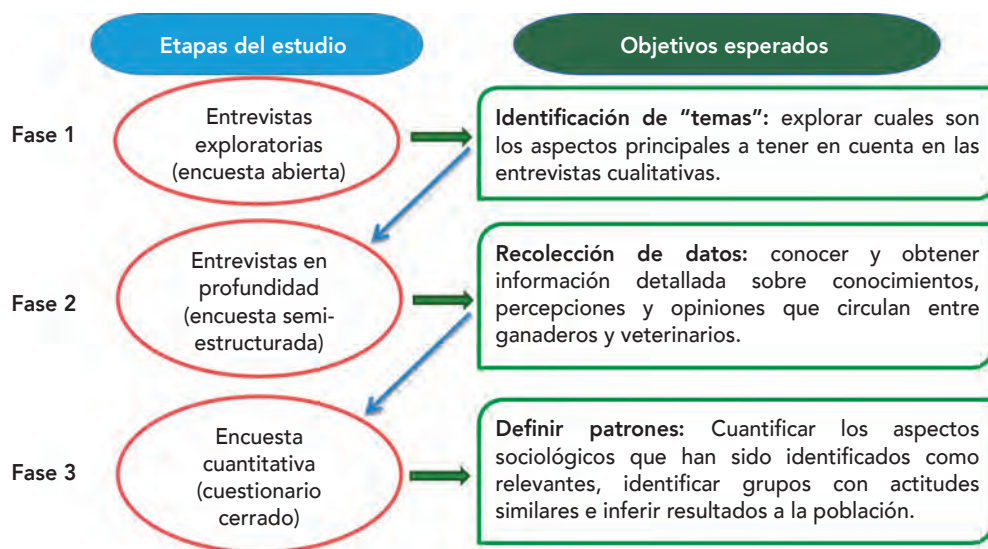 Etapas del estudio
Objetivos esperados
Fase 1
Entrevistas
exploratorias
(encuesta abierta)
Identificación de “temas”: explorar cuales son
los aspectos principales a tener en cuenta en las
entrevistas cualitativas.
Fase 2
Entrevistas en
profundidad
(encuesta semi-
estructurada)
Recolección de datos: conocer y obtener
información detallada sobre conocimientos,
percepciones y opiniones que circulan entre
ganaderos y veterinarios.
Fase 3
Encuesta
cuantitativa
(cuestionario
cerrado)
Definir patrones: Cuantificar los aspectos
sociológicos que han sido identificados como
relevantes, identificar grupos con actitudes
similares e inferir resultados a la población.